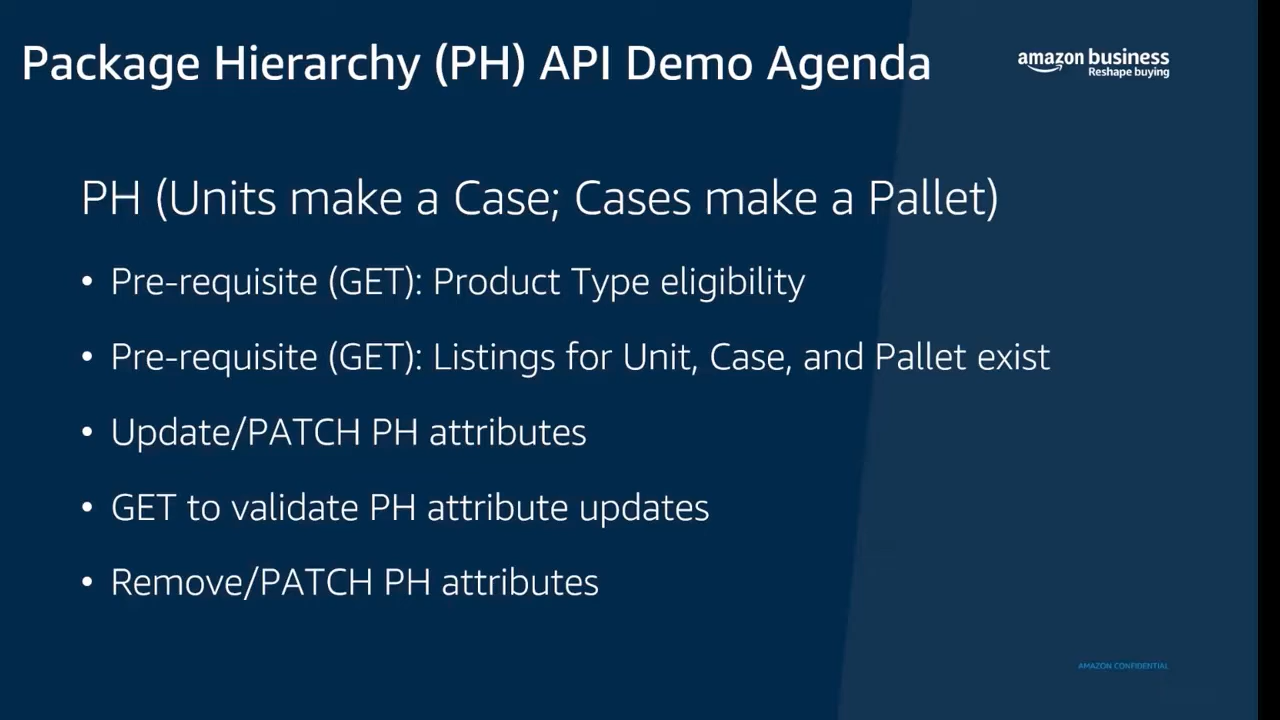 Package Hierarchy (PH) API Demo Agenda
amazon business
Reshape buying
PH (Units make a Case; Cases make a Pallet)
• Pre-requisite (GET): Product Type eligibility
• Pre-requisite (GET): Listings for Unit, Case, and Pallet exist
• Update/PATCH PH attributes
• GET to validate PH attribute updates
• Remove/PATCH PH attributes
AMAZON CONFIDENTIAL